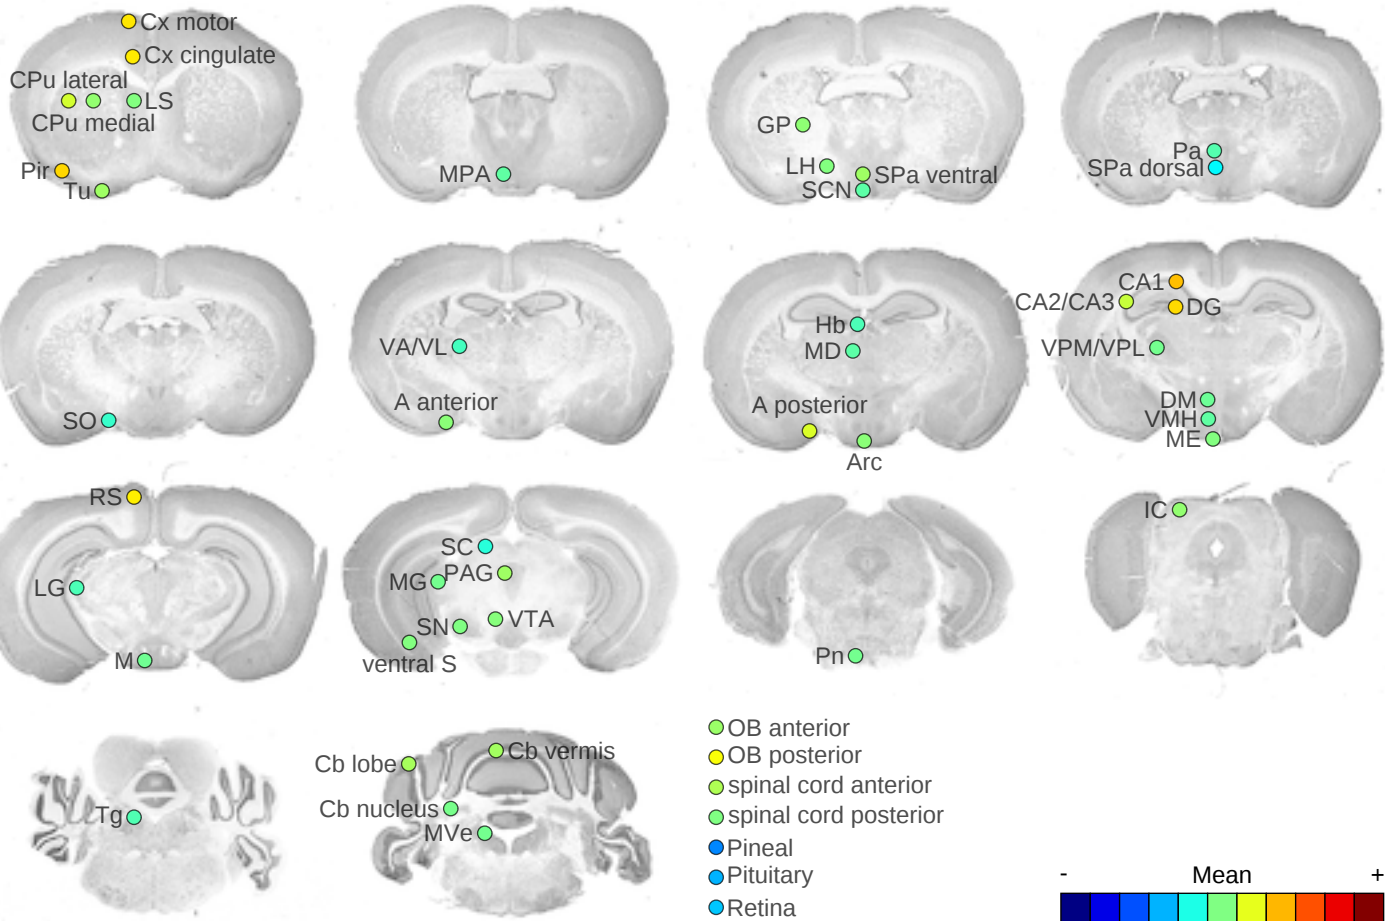 Cx motor
Cx cingulate
CPu lateral
LS
CPu medial
Pir
Tu
MPA
GP
LH
SPa ventral
SCN
Pa
SPa dorsal
SO
VA/VL
A anterior
Hb
MD
A posterior
Arc
CA1
CA2/CA3
DG
VPM/VPL
DM
VMH
ME
RS
LG
M
SC
PAG
MG
VTA
SN
ventral S
Pn
IC
Tg
Cb vermis
Cb lobe
Cb nucleus
MVe
OB anterior
OB posterior
spinal cord anterior
spinal cord posterior
Pineal
Pituitary
Retina
- Mean +